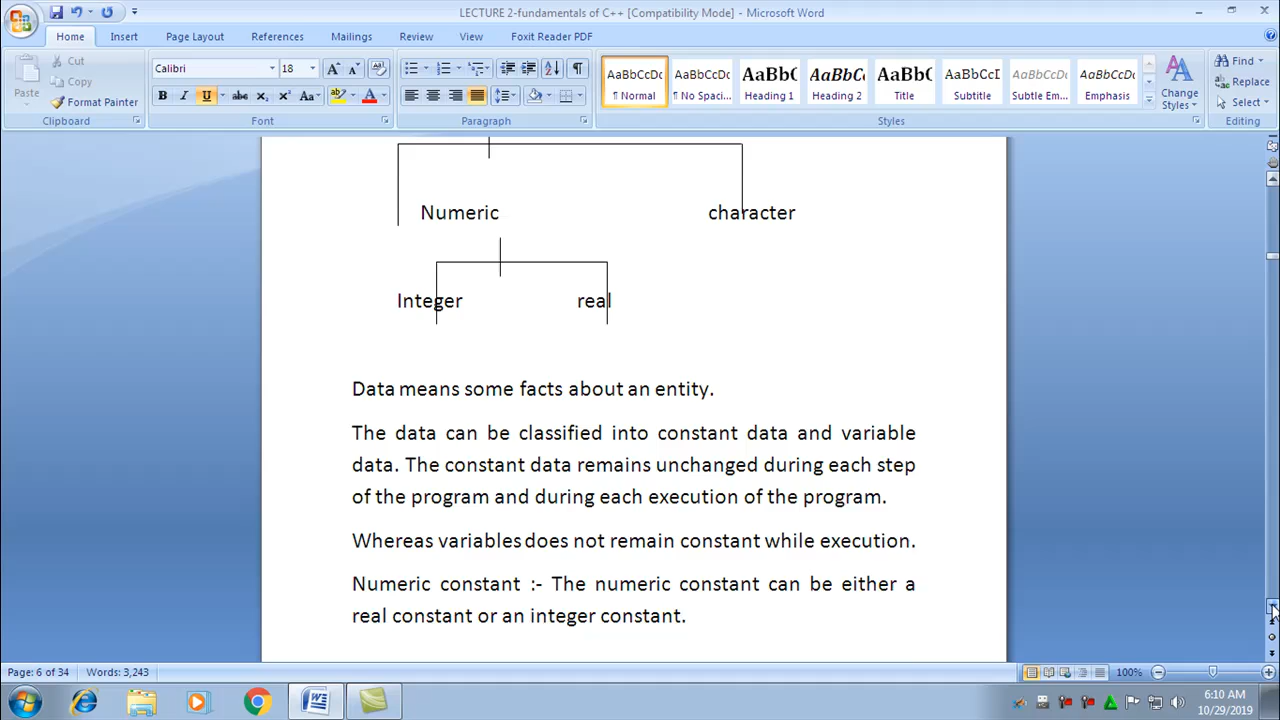 LECTURE 2-fundamentals of C++ [Compatibility Mode] - Microsoft Word
Home Insert Page Layout References Mailings Review View Foxit Reader PDF
Paste
Cut
Copy
Format Painter
Clipboard
Calibri 18
Font
Paragraph
AaBbCcDc AaBbCcDc AaBbC AaBbCc AaBbC AaBbCcI AaBbCcDc AaBbCcDc
¶ Normal ¶ No Spaci... Heading 1 Heading 2 Title Subtitle Subtle Em... Emphasis
Change Styles
Styles
Find
Replace
Select
Editing
Numeric character
Integer real
Data means some facts about an entity.
The data can be classified into constant data and variable
data. The constant data remains unchanged during each step
of the program and during each execution of the program.
Whereas variables does not remain constant while execution.
Numeric constant :- The numeric constant can be either a
real constant or an integer constant.
Page: 6 of 34 Words: 3,243 100%
6:10 AM
10/29/2019